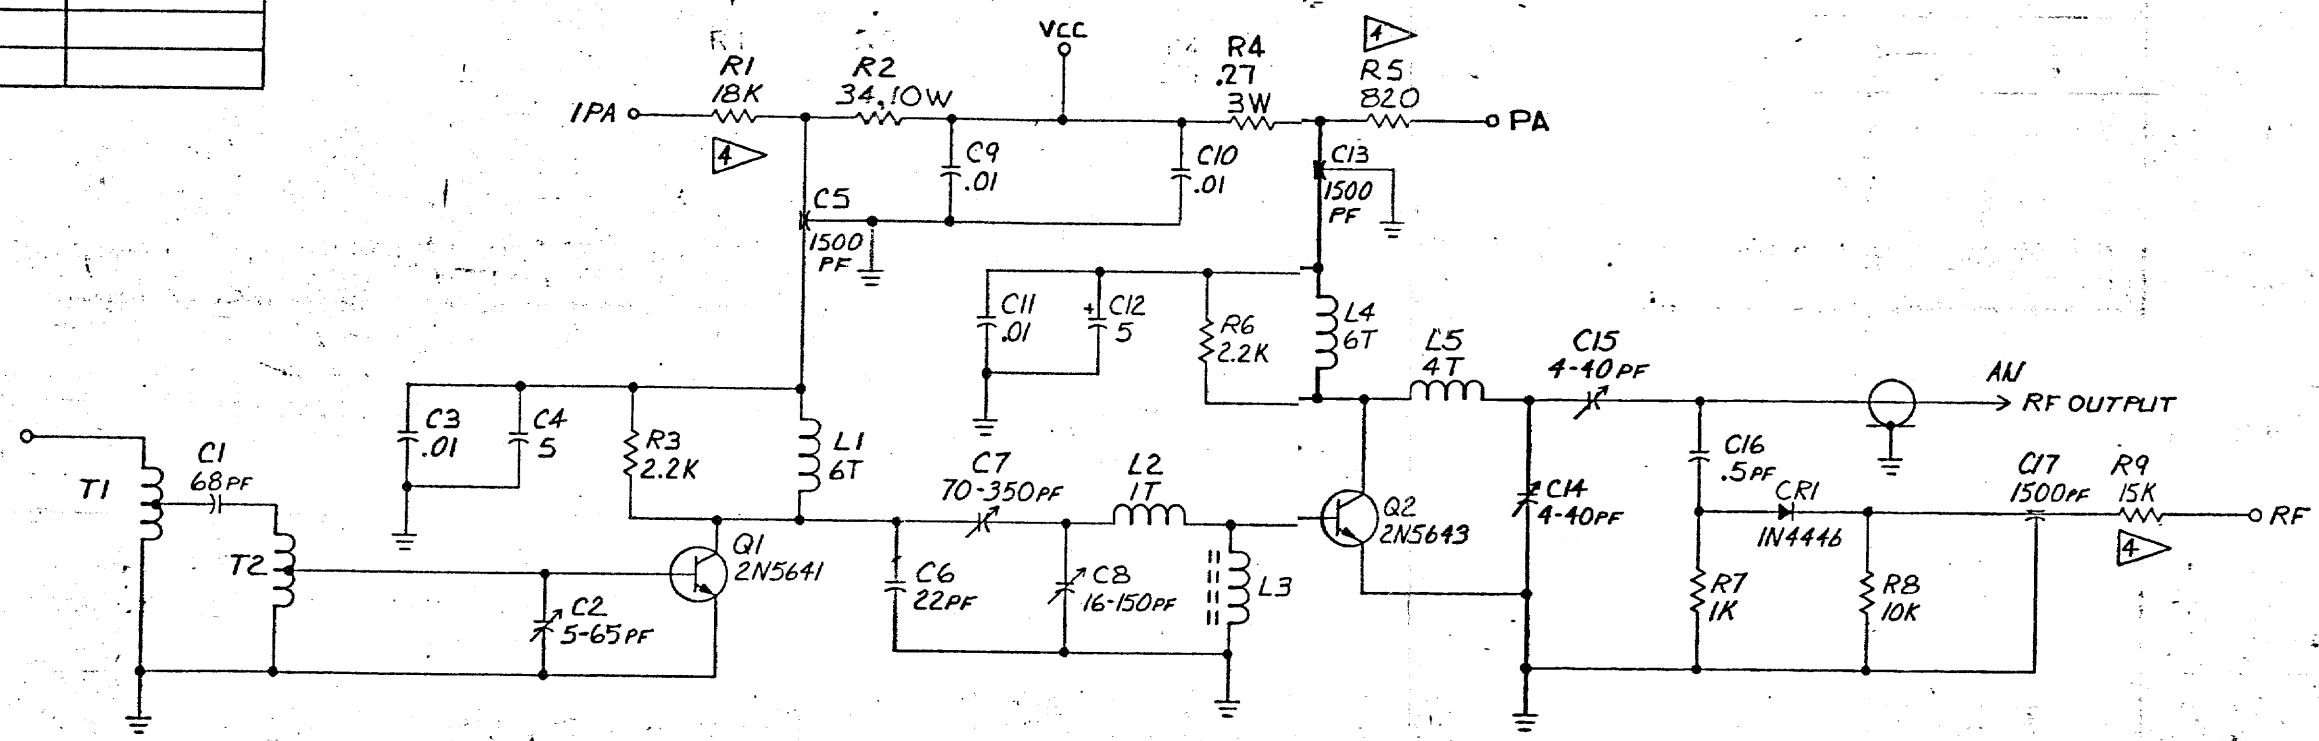 VCC
R1
18K
R2
34,10W
R4
.27
3W
4
R5
820
IPA
PA
4
C9
.01
C10
.01
C13
1500
PF
C5
1500
PF
C11
.01
C12
+
5
R6
2.2K
L4
6T
L5
4T
C15
4-40PF
AN
RF OUTPUT
C3
.01
C4
5
R3
2.2K
L1
6T
T1
C1
68PF
C7
70-350PF
L2
1T
C16
.5PF
C17
1500PF
R9
15K
CR1
1N4446
RF
4
Q2
2N5643
C14
4-40PF
T2
Q1
2N5641
C2
5-65PF
C6
22PF
C8
16-150PF
L3
R7
1K
R8
10K